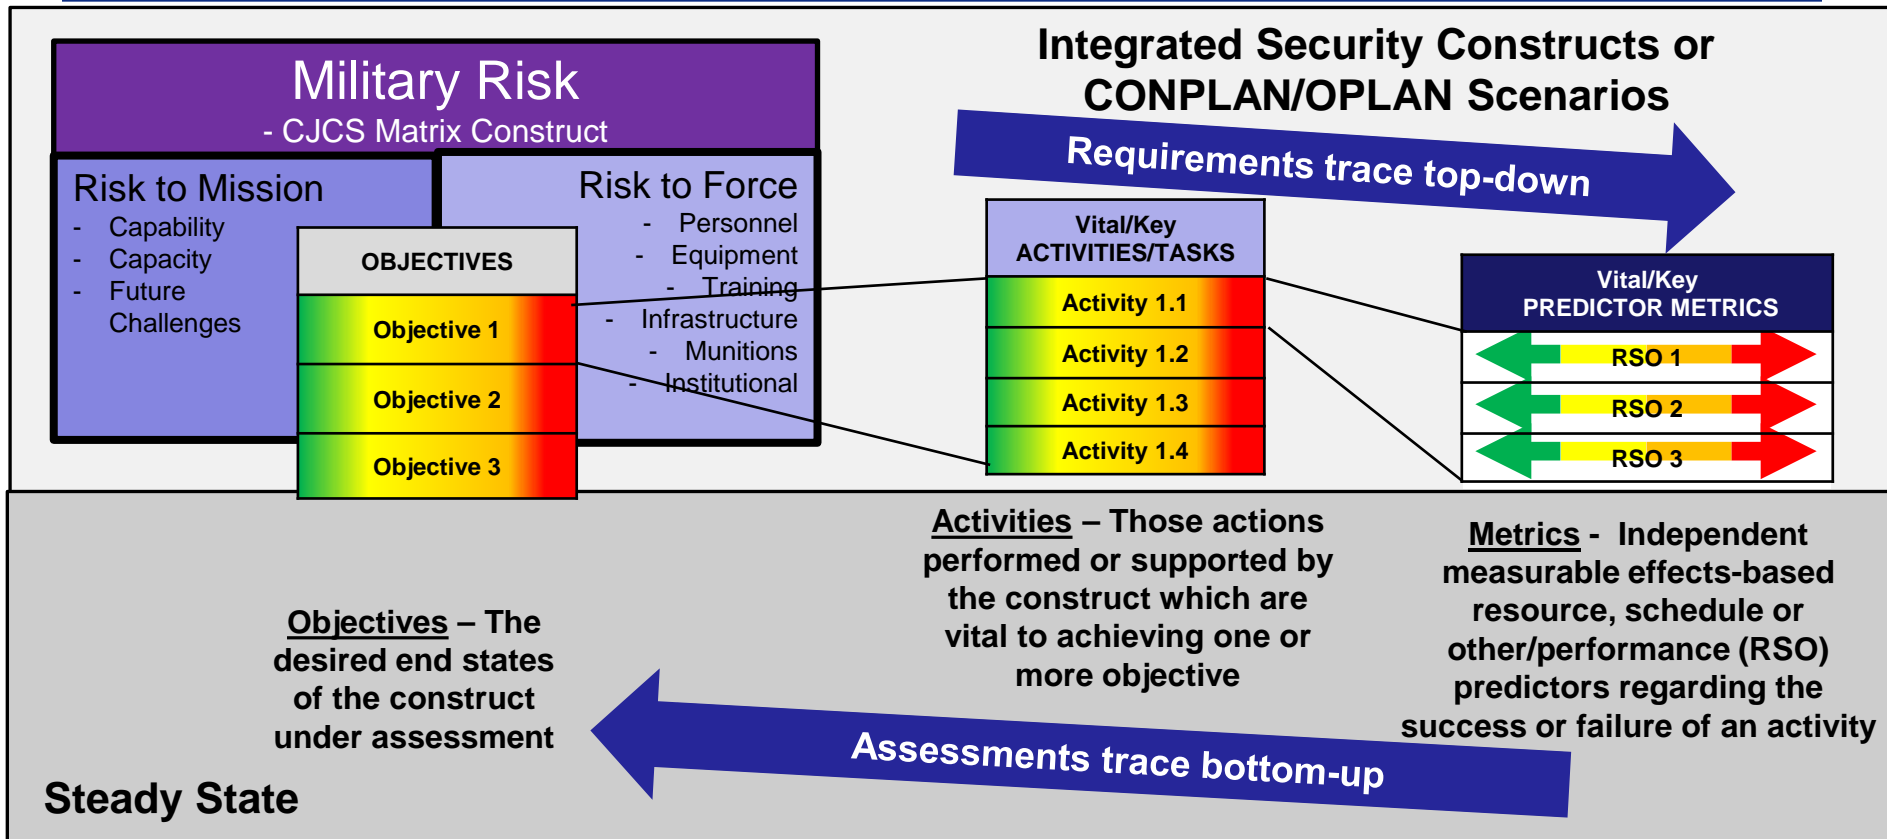 Military Risk
- CJCS Matrix Construct
Risk to Mission
- Capability
- Capacity
- Future
Challenges
Risk to Force
- Personnel
- Equipment
- Training
- Infrastructure
- Munitions
- Institutional
OBJECTIVES
Objective 1
Objective 2
Objective 3
Integrated Security Constructs or
CONPLAN/OPLAN Scenarios
Requirements trace top-down
Vital/Key
ACTIVITIES/TASKS
Activity 1.1
Activity 1.2
Activity 1.3
Activity 1.4
Vital/Key
PREDICTOR METRICS
RSO 1
RSO 2
RSO 3
Objectives – The
desired end states
of the construct
under assessment
Activities – Those actions
performed or supported by
the construct which are
vital to achieving one or
more objective
Metrics - Independent
measurable effects-based
resource, schedule or
other/performance (RSO)
predictors regarding the
success or failure of an activity
Assessments trace bottom-up
Steady State